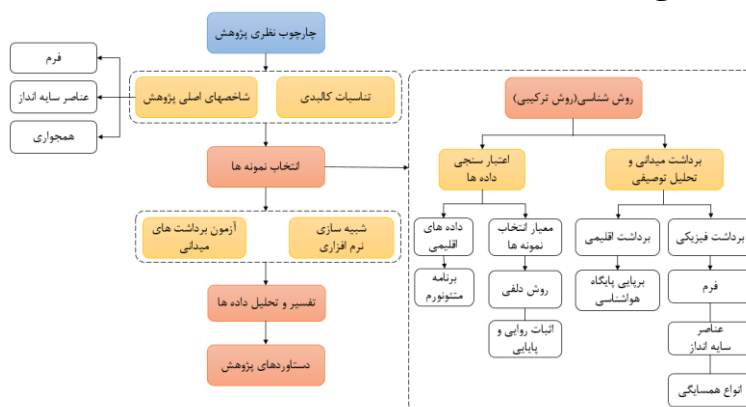 چارچوب نظری پژوهش
فرم
عناصر سایه انداز
همجواری
شاخصهای اصلی پژوهش
تناسبات کالبدی
انتخاب نمونه ها
آزمون برداشت های
میدانی
شبیه سازی
نرم افزاری
تفسیر و تحلیل داده ها
دستاوردهای پژوهش
روش شناسی(روش ترکیبی)
برداشت میدانی و
تحلیل توصیفی
اعتبار سنجی
داده ها
برداشت فیزیکی
برداشت اقلیمی
معیار انتخاب
نمونه ها
داده های
اقلیمی
فرم
برپایی پایگاه
هواشناسی
روش دلفی
برنامه
متئونورم
عناصر
سایه انداز
اثبات روایی و
پایایی
انواع همسایگی